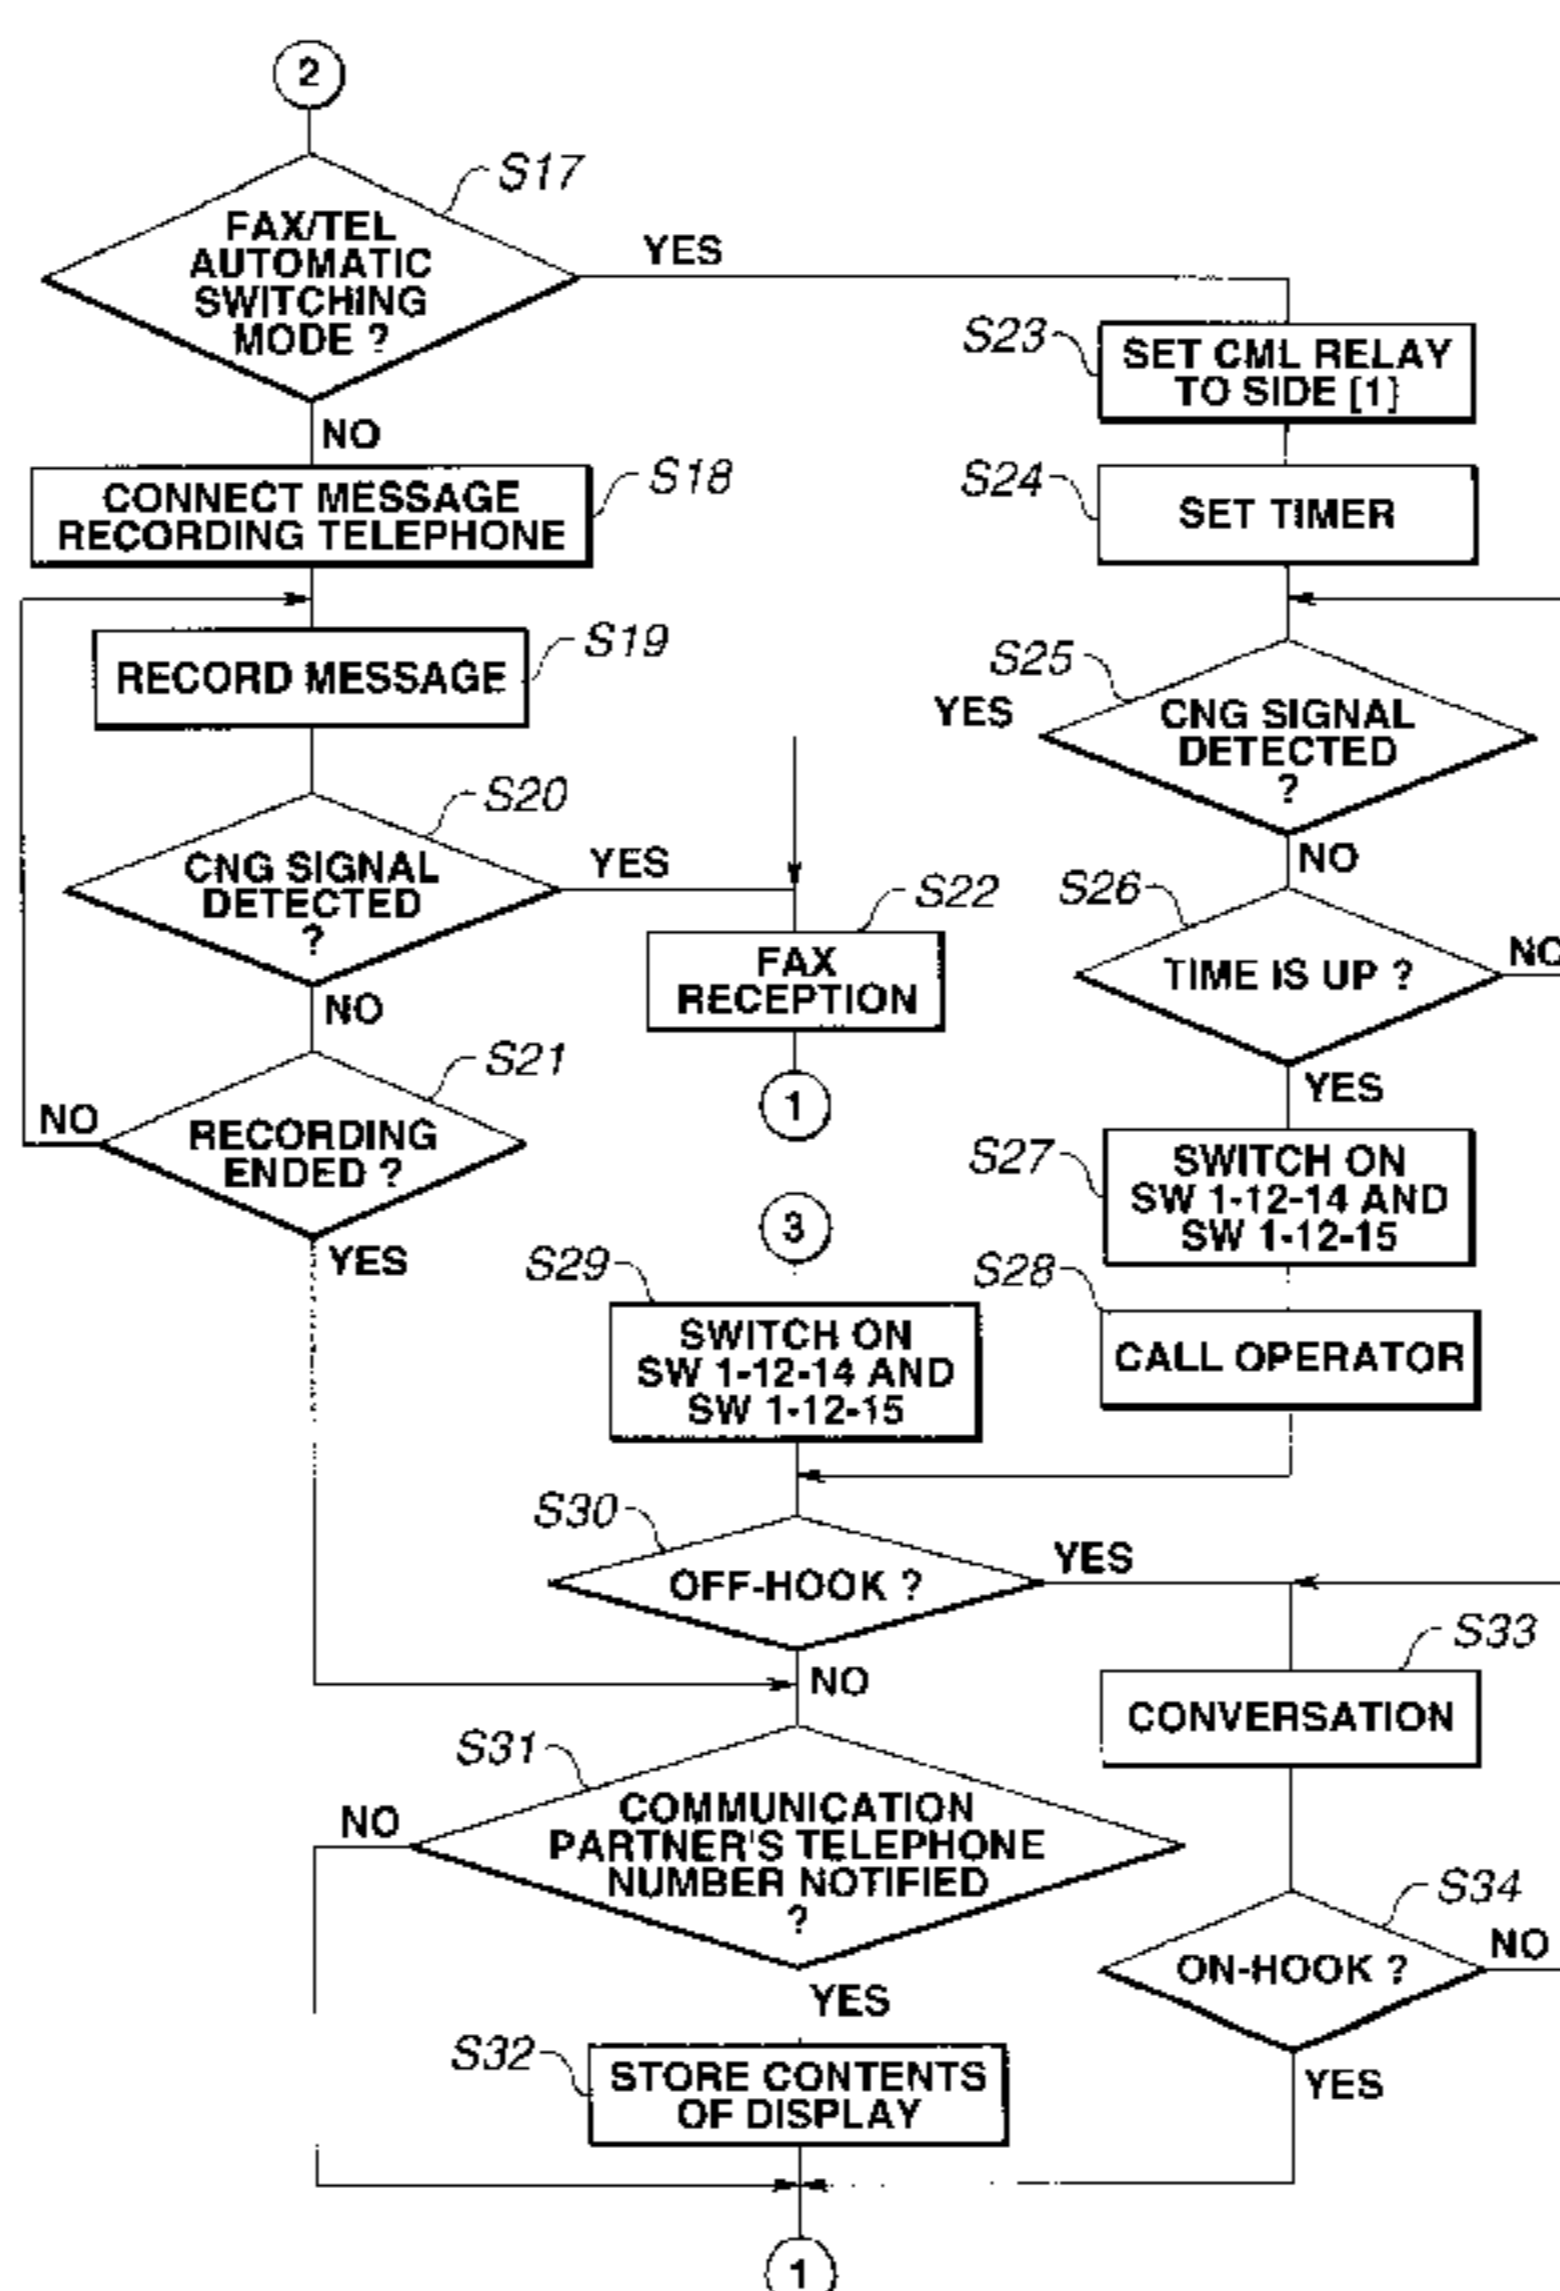 2
S17
FAX/TEL
AUTOMATIC
SWITCHING
MODE ?
YES
NO
S23
SET CML RELAY
TO SIDE [1]
S18
CONNECT MESSAGE
RECORDING TELEPHONE
S24
SET TIMER
S19
RECORD MESSAGE
S25
YES
CNG SIGNAL
DETECTED
?
NO
S20
CNG SIGNAL
DETECTED
?
YES
NO
S22
FAX
RECEPTION
1
S26
TIME IS UP ?
NO
YES
S21
NO
RECORDING
ENDED ?
YES
S27
SWITCH ON
SW 1-12-14 AND
SW 1-12-15
3
S29
SWITCH ON
SW 1-12-14 AND
SW 1-12-15
S28
CALL OPERATOR
S30
OFF-HOOK ?
YES
NO
S33
CONVERSATION
S31
NO
COMMUNICATION
PARTNER'S TELEPHONE
NUMBER NOTIFIED
?
YES
S34
ON-HOOK ?
NO
YES
S32
STORE CONTENTS
OF DISPLAY
1